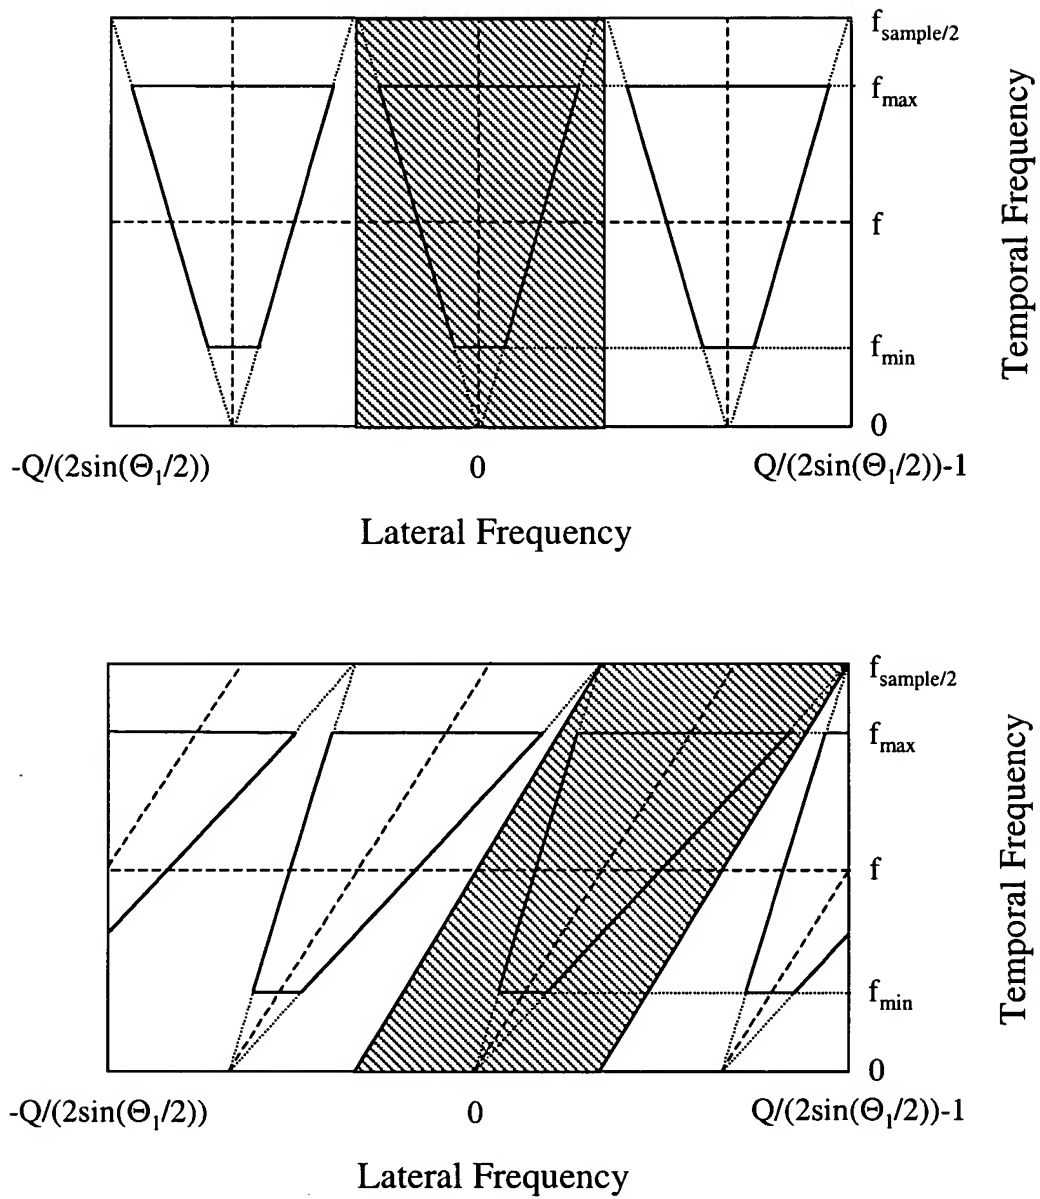 f_sample/2
f_max
f
f_min
0
Temporal Frequency
-Q/(2sin(Θ_1/2)) 0 Q/(2sin(Θ_1/2))-1
Lateral Frequency
f_sample/2
f_max
f
f_min
0
Temporal Frequency
-Q/(2sin(Θ_1/2)) 0 Q/(2sin(Θ_1/2))-1
Lateral Frequency